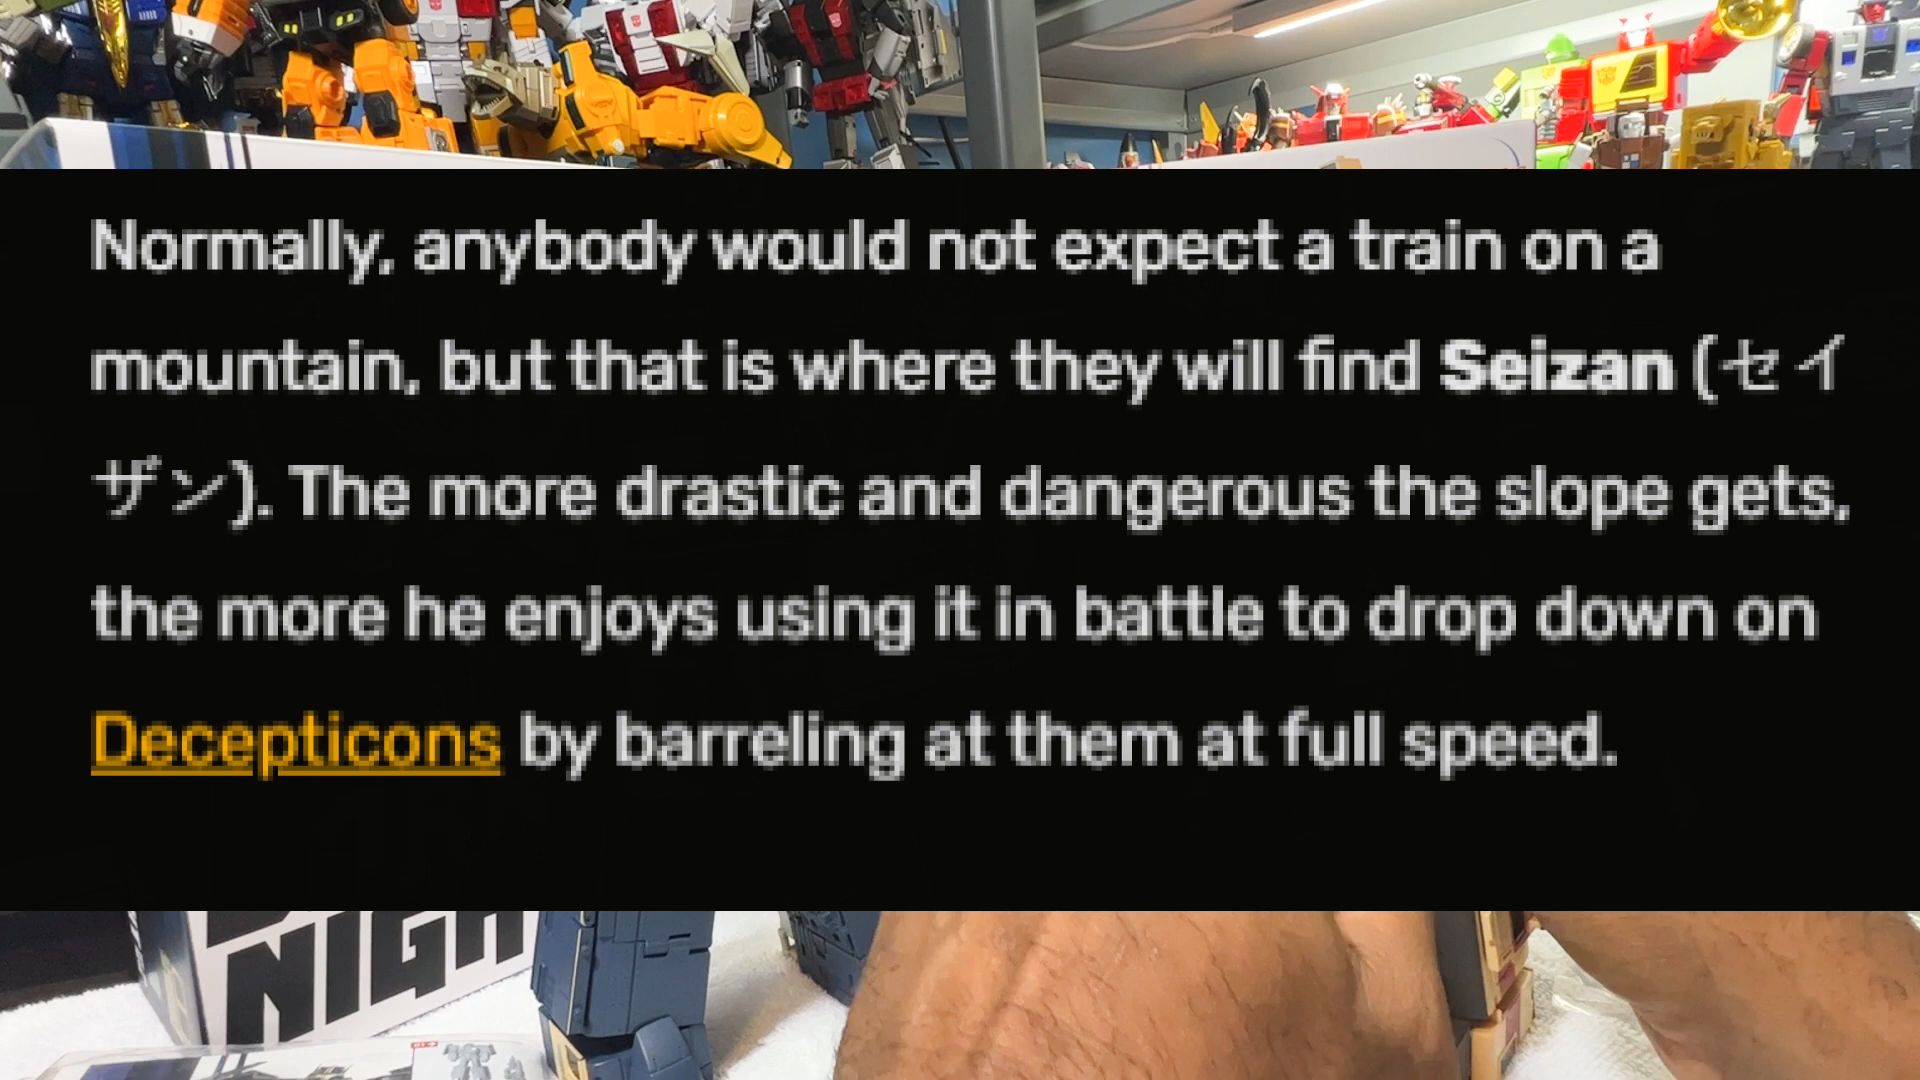 Normally, anybody would not expect a train on a
mountain, but that is where they will find Seizan (セイ
ザン). The more drastic and dangerous the slope gets,
the more he enjoys using it in battle to drop down on
Decepticons by barreling at them at full speed.
NIGH